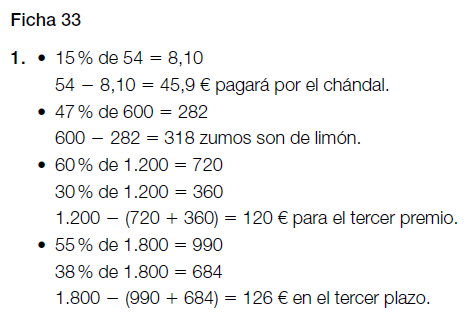 Ficha 33
1. • 15 % de 54 = 8,10
54 − 8,10 = 45,9 € pagará por el chándal.
• 47 % de 600 = 282
600 − 282 = 318 zumos son de limón.
• 60 % de 1.200 = 720
30 % de 1.200 = 360
1.200 − (720 + 360) = 120 € para el tercer premio.
• 55 % de 1.800 = 990
38 % de 1.800 = 684
1.800 − (990 + 684) = 126 € en el tercer plazo.